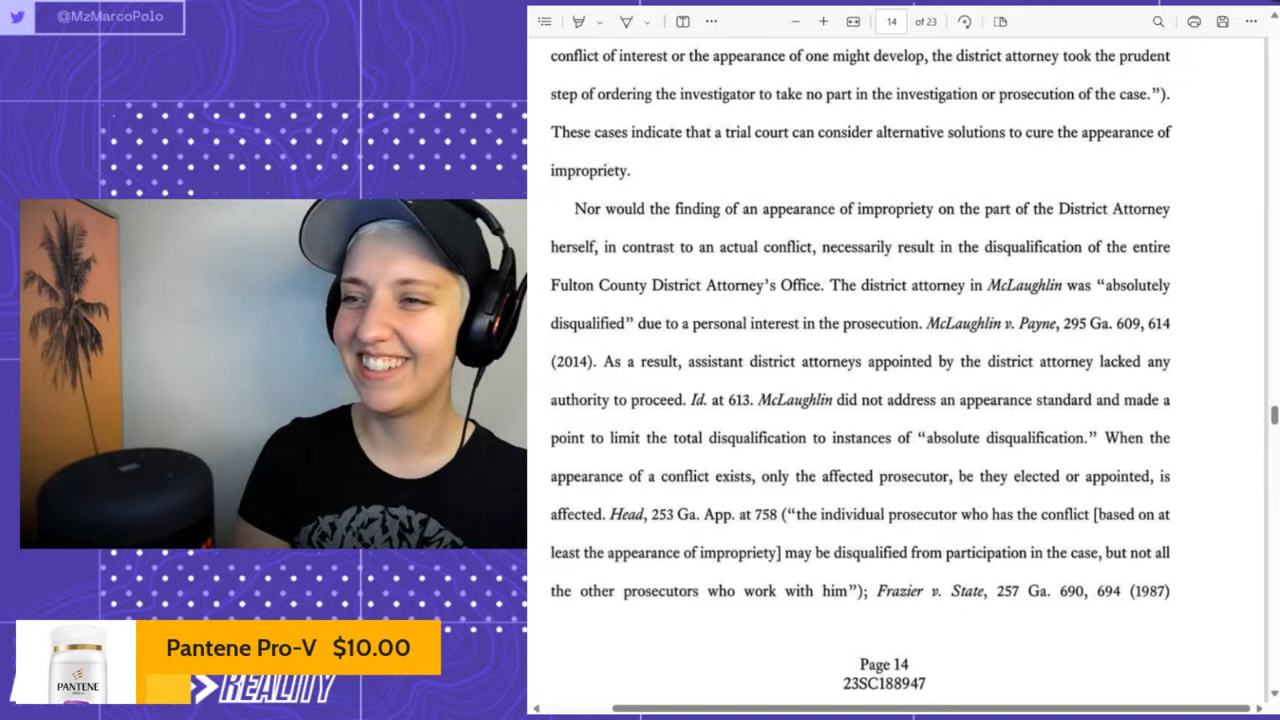 @MzMarcoPolo
14 of 23
conflict of interest or the appearance of one might develop, the district attorney took the prudent
step of ordering the investigator to take no part in the investigation or prosecution of the case.”).
These cases indicate that a trial court can consider alternative solutions to cure the appearance of
impropriety.
Nor would the finding of an appearance of impropriety on the part of the District Attorney
herself, in contrast to an actual conflict, necessarily result in the disqualification of the entire
Fulton County District Attorney’s Office. The district attorney in McLaughlin was “absolutely
disqualified” due to a personal interest in the prosecution. McLaughlin v. Payne, 295 Ga. 609, 614
(2014). As a result, assistant district attorneys appointed by the district attorney lacked any
authority to proceed. Id. at 613. McLaughlin did not address an appearance standard and made a
point to limit the total disqualification to instances of “absolute disqualification.” When the
appearance of a conflict exists, only the affected prosecutor, be they elected or appointed, is
affected. Head, 253 Ga. App. at 758 (“the individual prosecutor who has the conflict [based on at
least the appearance of impropriety] may be disqualified from participation in the case, but not all
the other prosecutors who work with him”); Frazier v. State, 257 Ga. 690, 694 (1987)
Page 14
23SC188947
Pantene Pro-V $10.00
PANTENE
PRO-V
REALITY